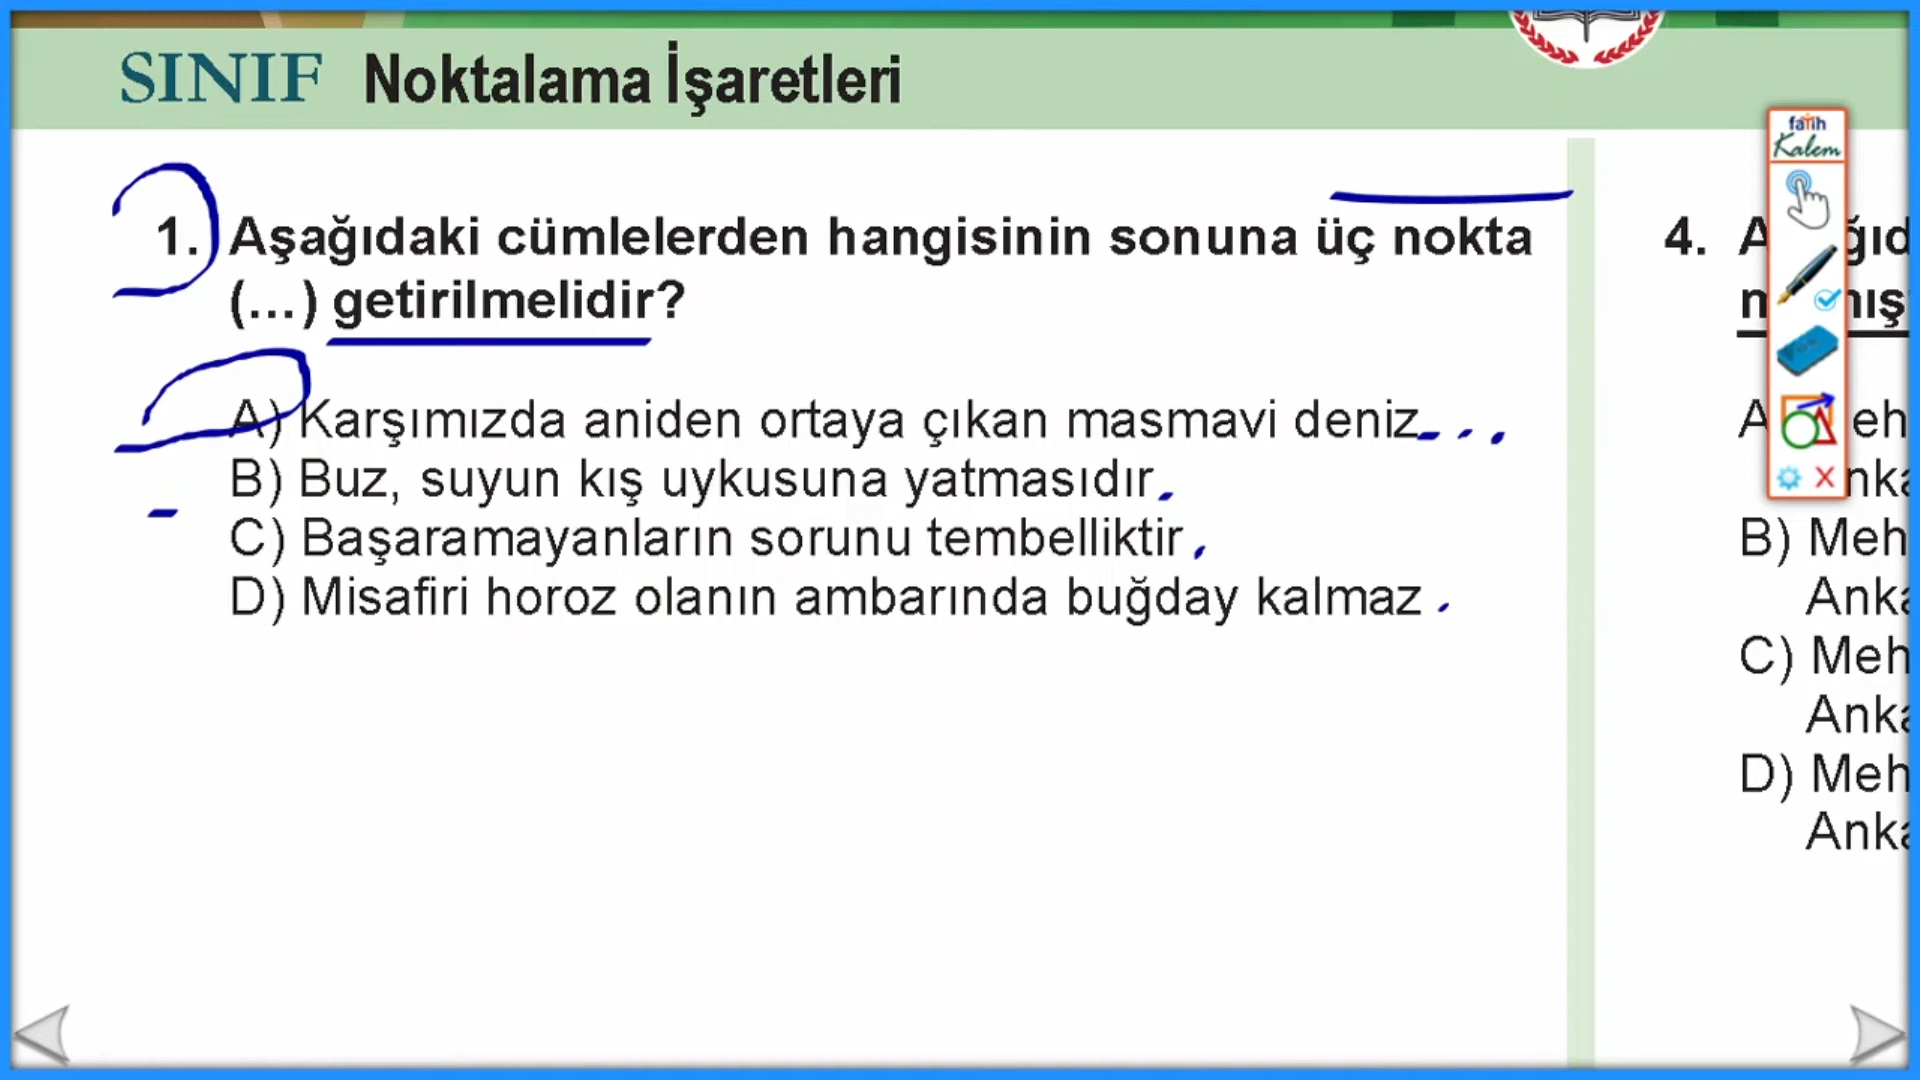 SINIF Noktalama İşaretleri
fatih
Kalem
1. Aşağıdaki cümlelerden hangisinin sonuna üç nokta
(...) getirilmelidir?
A) Karşımızda aniden ortaya çıkan masmavi deniz...
B) Buz, suyun kış uykusuna yatmasıdır.
C) Başaramayanların sorunu tembelliktir.
D) Misafiri horoz olanın ambarında buğday kalmaz.
4.
B) Meh
Anka
C) Meh
Anka
D) Meh
Anka